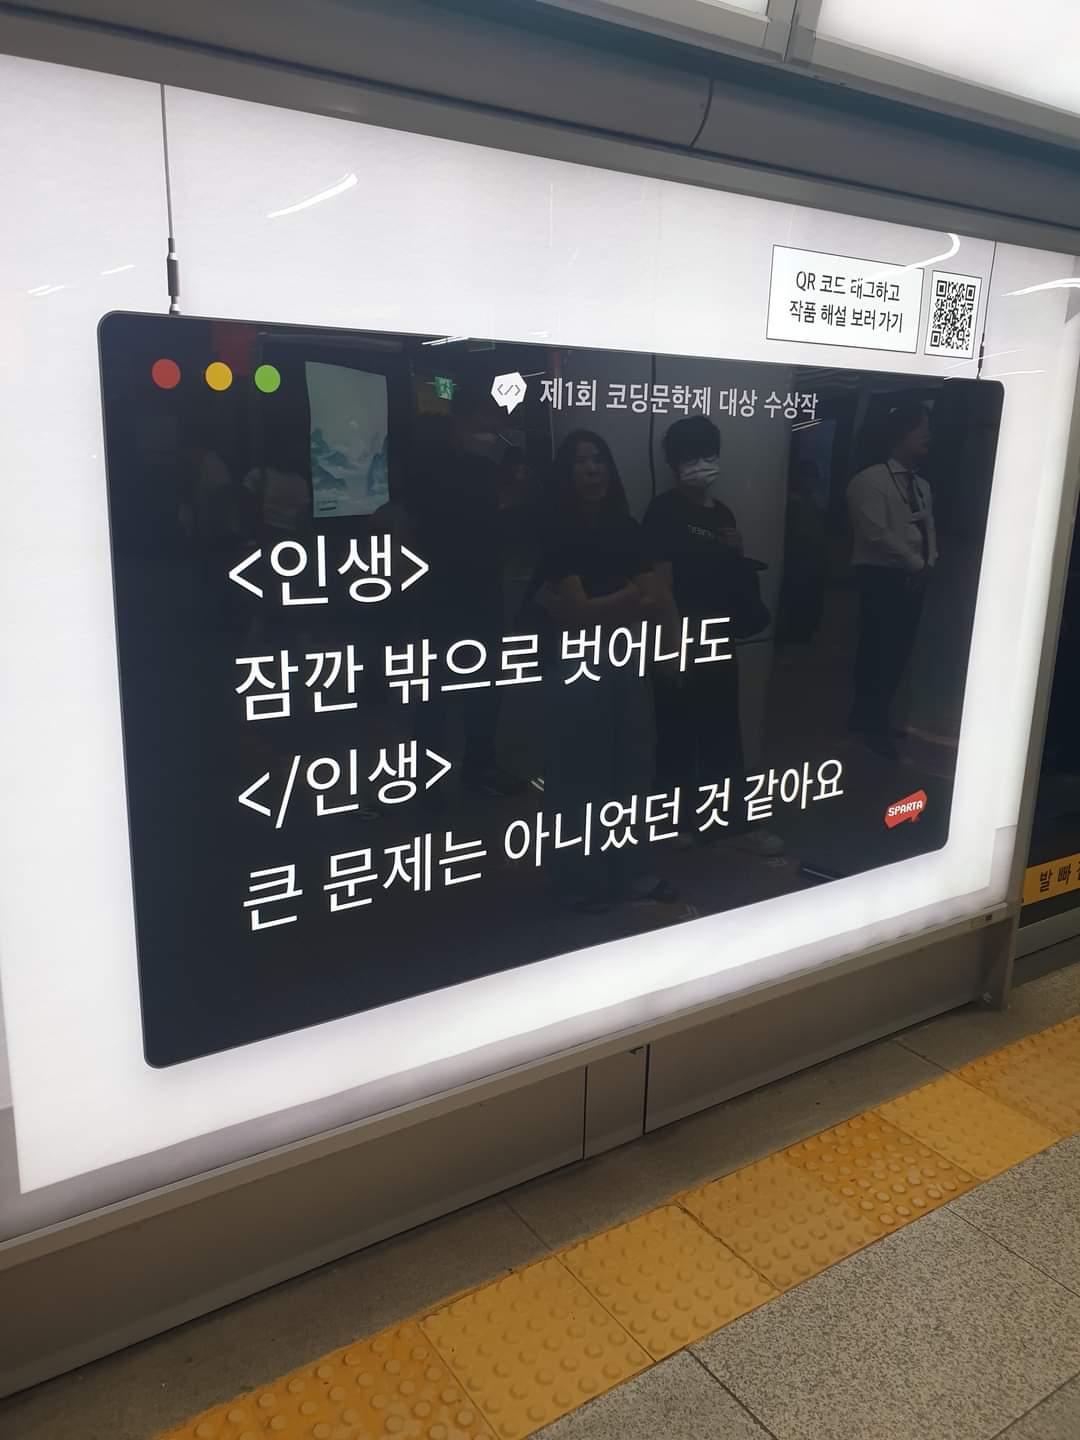 QR 코드 태그하고
작품 해설 보러 가기
</> 제1회 코딩문학제 대상 수상작
<인생>
잠깐 밖으로 벗어나도
</인생>
큰 문제는 아니었던 것 같아요
SPARTA
발빠